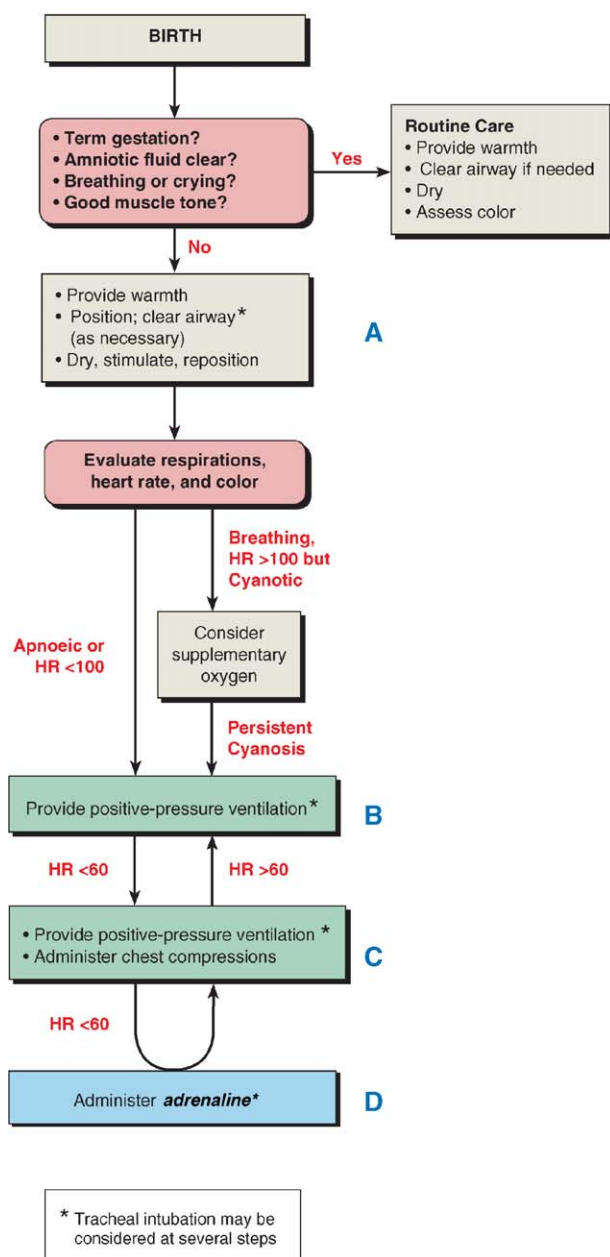 BIRTH
• Term gestation?
• Amniotic fluid clear?
• Breathing or crying?
• Good muscle tone?
Yes
Routine Care
• Provide warmth
• Clear airway if needed
• Dry
• Assess color
No
• Provide warmth
• Position; clear airway*
(as necessary)
• Dry, stimulate, reposition
A
Evaluate respirations,
heart rate, and color
Breathing,
HR >100 but
Cyanotic
Apnoeic or
HR <100
Consider
supplementary
oxygen
Persistent
Cyanosis
Provide positive-pressure ventilation*
B
HR <60
HR >60
• Provide positive-pressure ventilation *
• Administer chest compressions
C
HR <60
Administer adrenaline*
D
* Tracheal intubation may be
considered at several steps